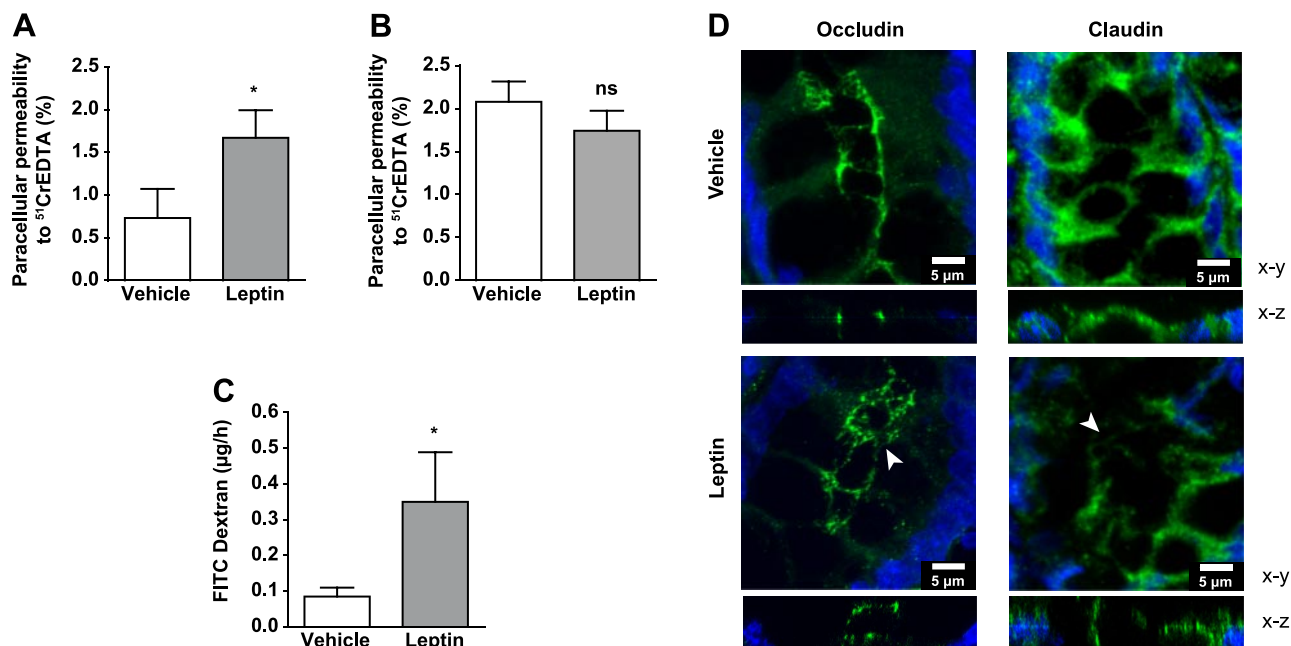 A
Paracellular permeability
to ⁵¹CrEDTA (%)
2.5
2.0
1.5
1.0
0.5
0.0
*
Vehicle
Leptin
B
Paracellular permeability
to ⁵¹CrEDTA (%)
2.5
2.0
1.5
1.0
0.5
0.0
ns
Vehicle
Leptin
C
FITC Dextran (µg/h)
0.6
0.5
0.4
0.3
0.2
0.1
0.0
*
Vehicle
Leptin
D
Occludin
Claudin
Vehicle
5 µm
5 µm
x-y
x-z
Leptin
5 µm
5 µm
x-y
x-z